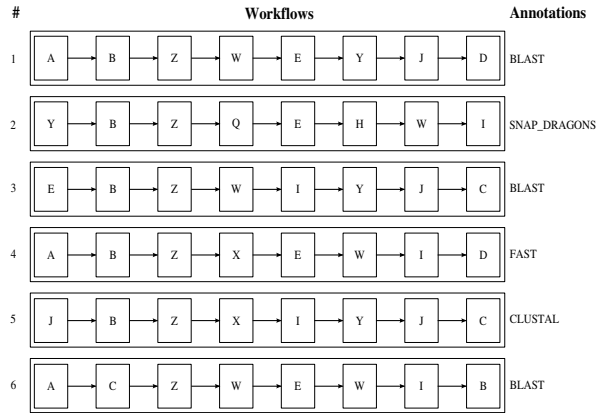 # Workflows Annotations
1 A B Z W E Y J D BLAST
2 Y B Z Q E H W I SNAP_DRAGONS
3 E B Z W I Y J C BLAST
4 A B Z X E W I D FAST
5 J B Z X I Y J C CLUSTAL
6 A C Z W E W I B BLAST